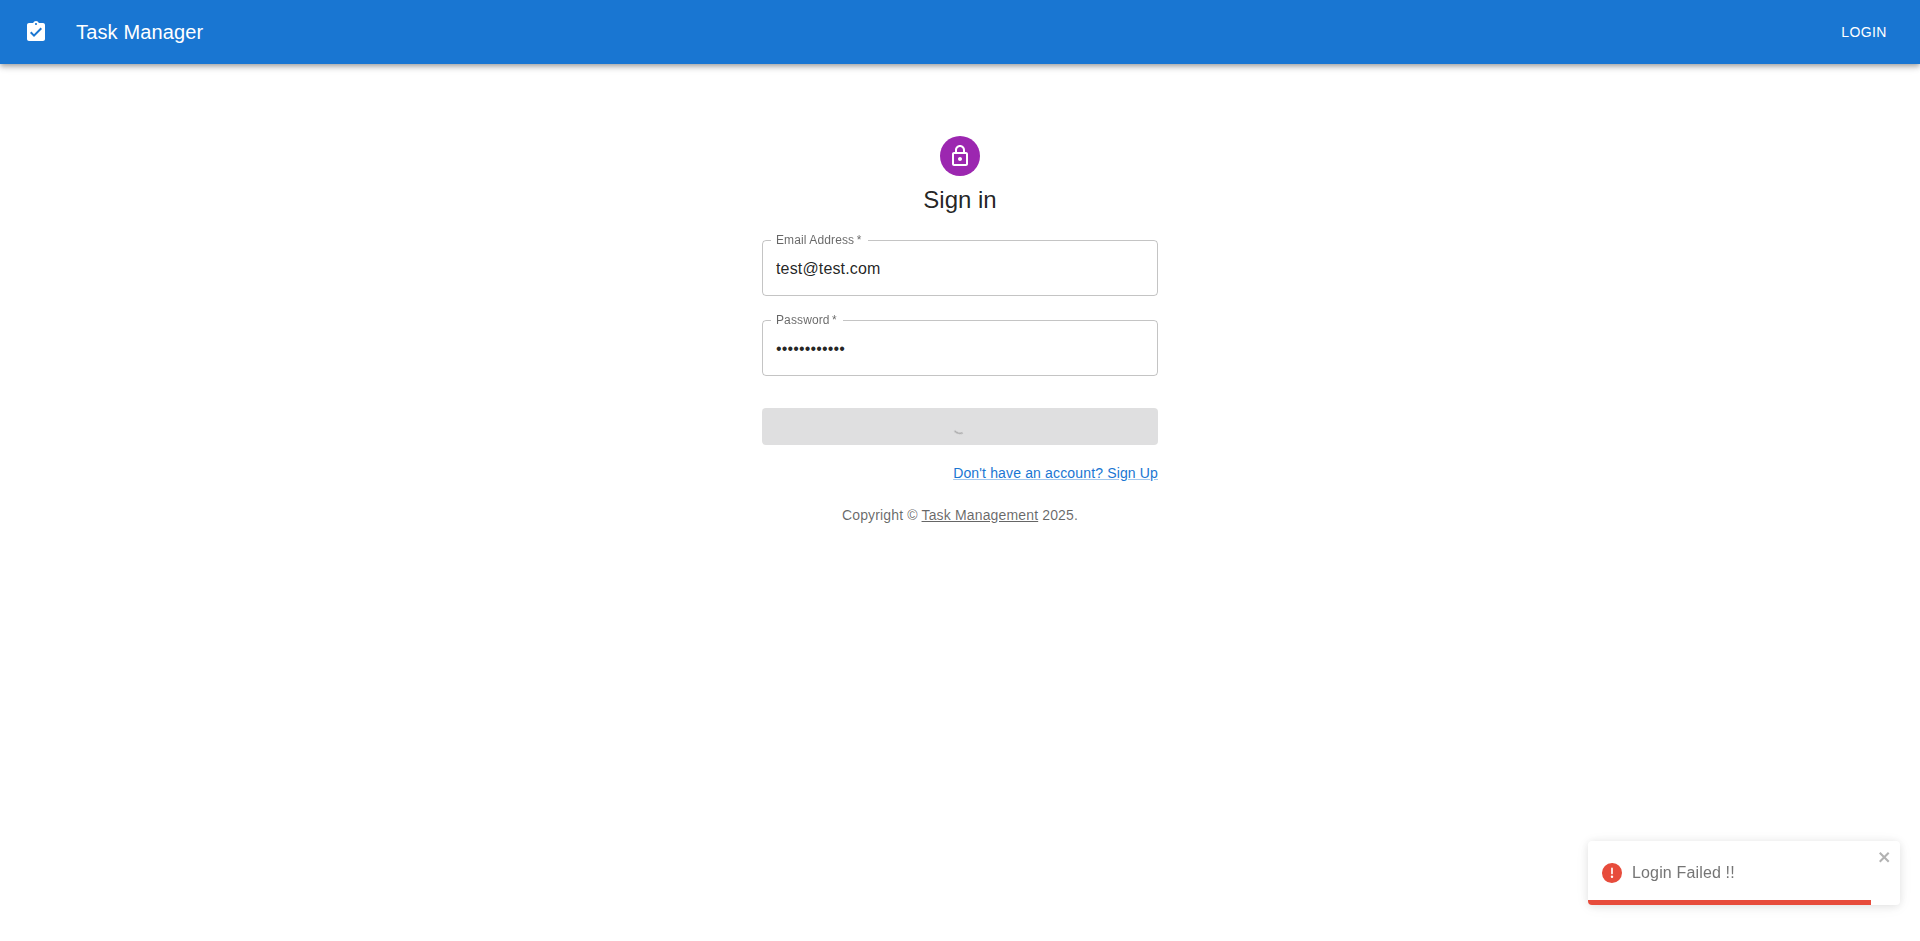 Task Manager
LOGIN
Sign in
Email Address *
test@test.com
Password *
••••••••••••
Don't have an account? Sign Up
Copyright © Task Management 2025.
Login Failed !!